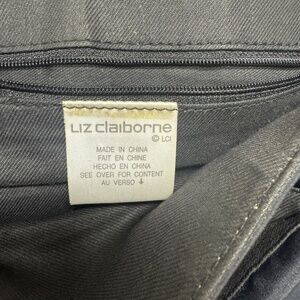 Liz claiborne
© LCI
MADE IN CHINA
FAIT EN CHINE
HECHO EN CHINA
SEE OVER FOR CONTENT
AU VERSO ↓